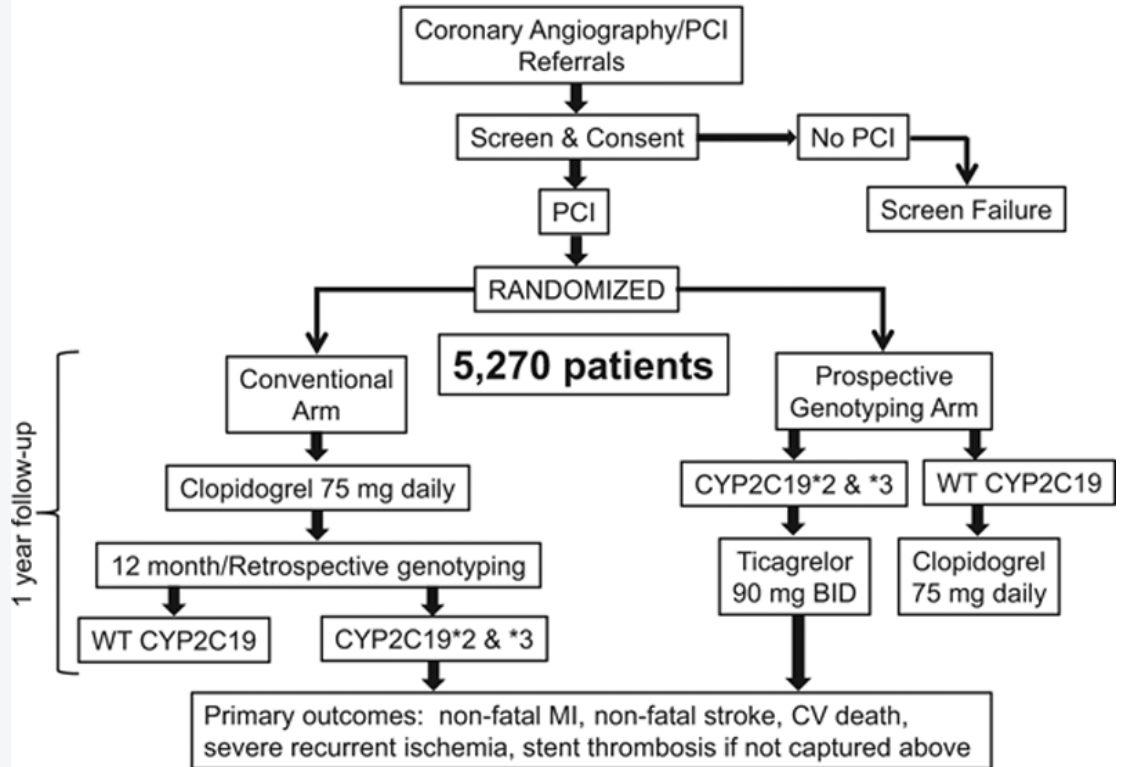 Coronary Angiography/PCI
Referrals
Screen & Consent
No PCI
PCI
Screen Failure
RANDOMIZED
5,270 patients
Conventional
Arm
Prospective
Genotyping Arm
1 year follow-up
Clopidogrel 75 mg daily
CYP2C19*2 & *3
WT CYP2C19
12 month/Retrospective genotyping
Ticagrelor
90 mg BID
Clopidogrel
75 mg daily
WT CYP2C19
CYP2C19*2 & *3
Primary outcomes: non-fatal MI, non-fatal stroke, CV death,
severe recurrent ischemia, stent thrombosis if not captured above